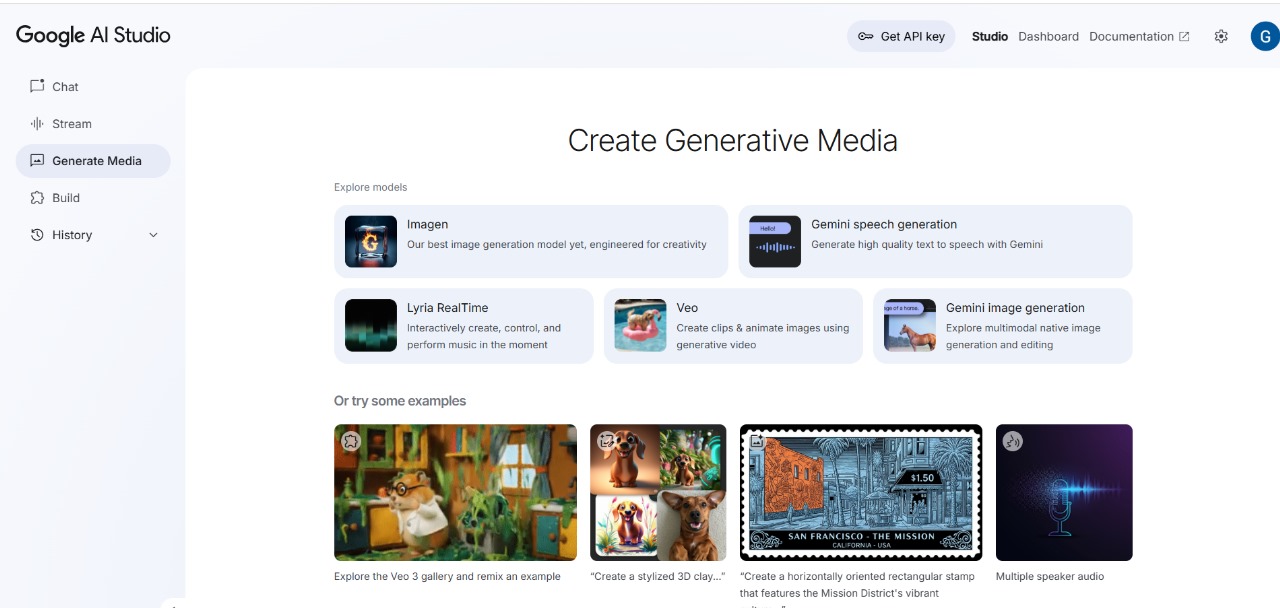 Google AI Studio
Get API key
Studio
Dashboard
Documentation
G
Chat
Stream
Generate Media
Build
History
Create Generative Media
Explore models
Imagen
Our best image generation model yet, engineered for creativity
Hello!
Gemini speech generation
Generate high quality text to speech with Gemini
Lyria RealTime
Interactively create, control, and
perform music in the moment
Veo
Create clips & animate images using
generative video
ge of a horse.
Gemini image generation
Explore multimodal native image
generation and editing
Or try some examples
$1.50
SAN FRANCISCO - THE MISSION
CALIFORNIA - USA
Explore the Veo 3 gallery and remix an example
“Create a stylized 3D clay...”
“Create a horizontally oriented rectangular stamp
that features the Mission District's vibrant
Multiple speaker audio